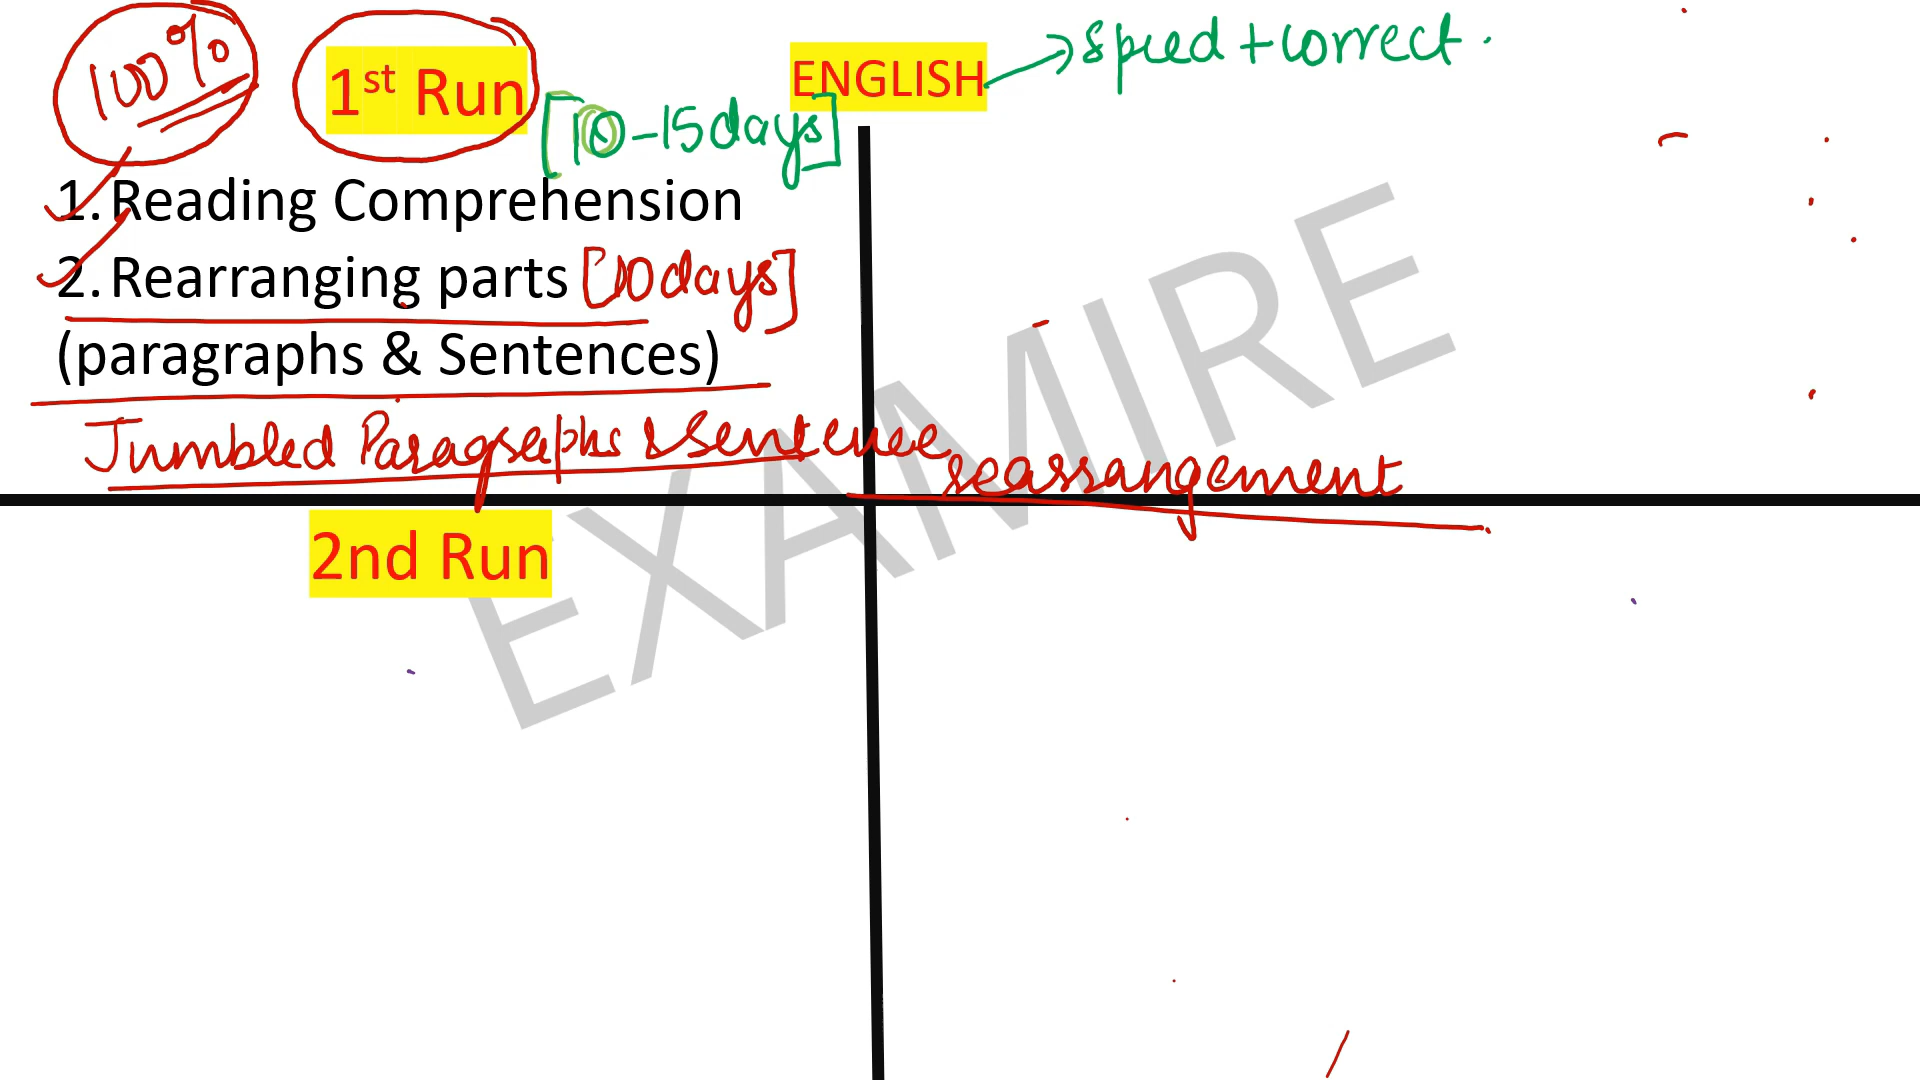 100%
1st Run
ENGLISH
speed + correct.
[10-15 days]
1. Reading Comprehension
2. Rearranging parts [10 days]
(paragraphs & Sentences)
Jumbled Paragraphs & Sentence rearrangement
2nd Run
EXAMIRE